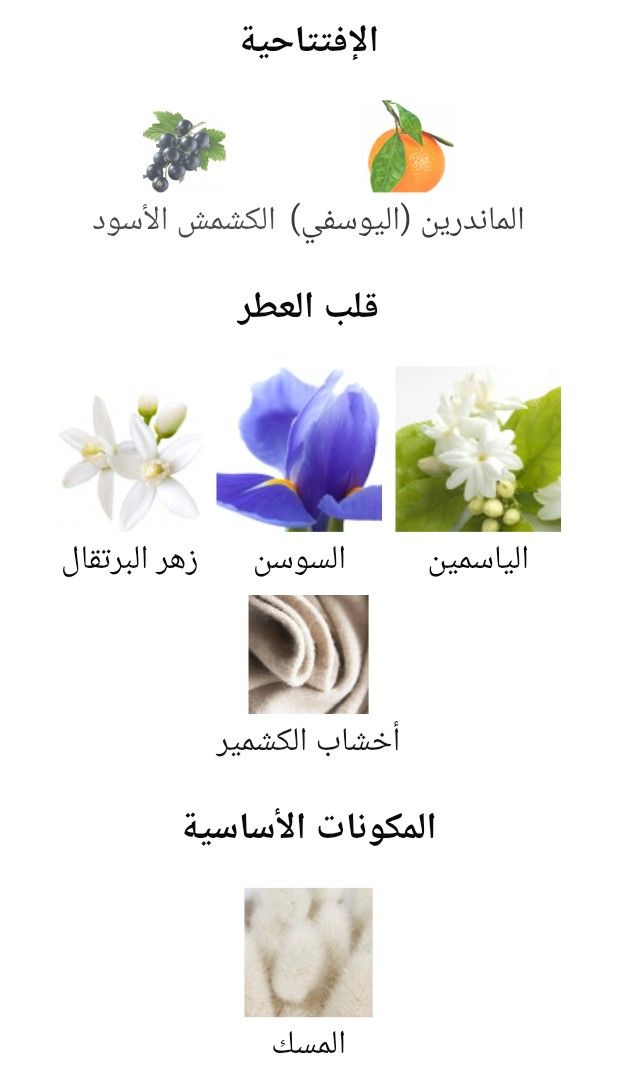 الإفتتاحية
الماندرين (اليوسفي) الكشمش الأسود
قلب العطر
الياسمين السوسن زهر البرتقال
أخشاب الكشمير
المكونات الأساسية
المسك